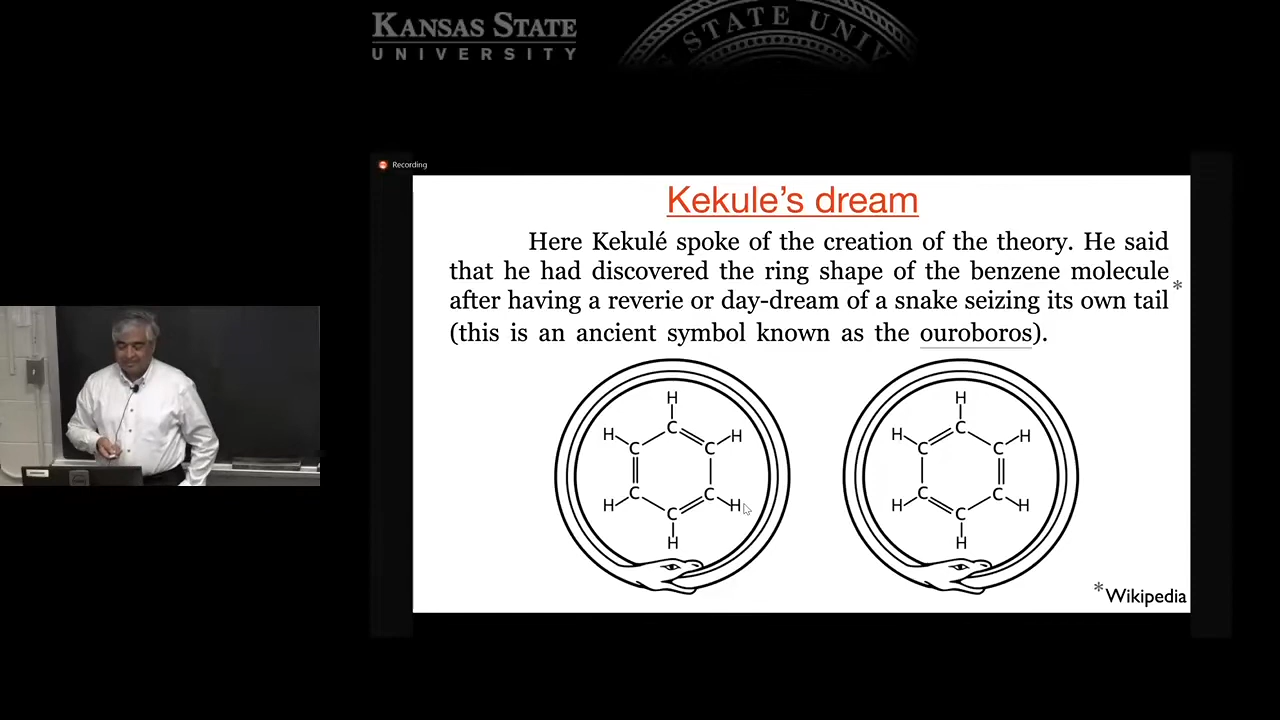 KANSAS STATE
UNIVERSITY
STATE UNIV
Recording
Kekule's dream
Here Kekulé spoke of the creation of the theory. He said
that he had discovered the ring shape of the benzene molecule
after having a reverie or day-dream of a snake seizing its own tail *
(this is an ancient symbol known as the ouroboros).
H H
H C H H C H
C C C C
C C C C
H C H H C H
H H
*Wikipedia